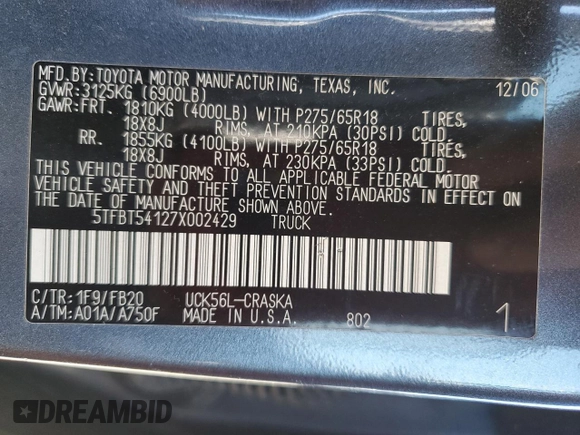 MFD.BY:TOYOTA MOTOR MANUFACTURING, TEXAS, INC. 12/06
GVWR:3125KG (6900LB)
GAWR:FRT. 1810KG (4000LB) WITH P275/65R18 TIRES,
18X8J RIMS, AT 210KPA (30PSI) COLD.
RR. 1855KG (4100LB) WITH P275/65R18 TIRES,
18X8J RIMS, AT 230KPA (33PSI) COLD.
THIS VEHICLE CONFORMS TO ALL APPLICABLE FEDERAL MOTOR
VEHICLE SAFETY AND THEFT PREVENTION STANDARDS IN EFFECT ON
THE DATE OF MANUFACTURE SHOWN ABOVE.
5TFBT54127X002429 TRUCK
C/TR: 1F9/FB20 UCK56L-CRASKA
A/TM: A01A/A750F MADE IN U.S.A. 802 1
DREAMBID